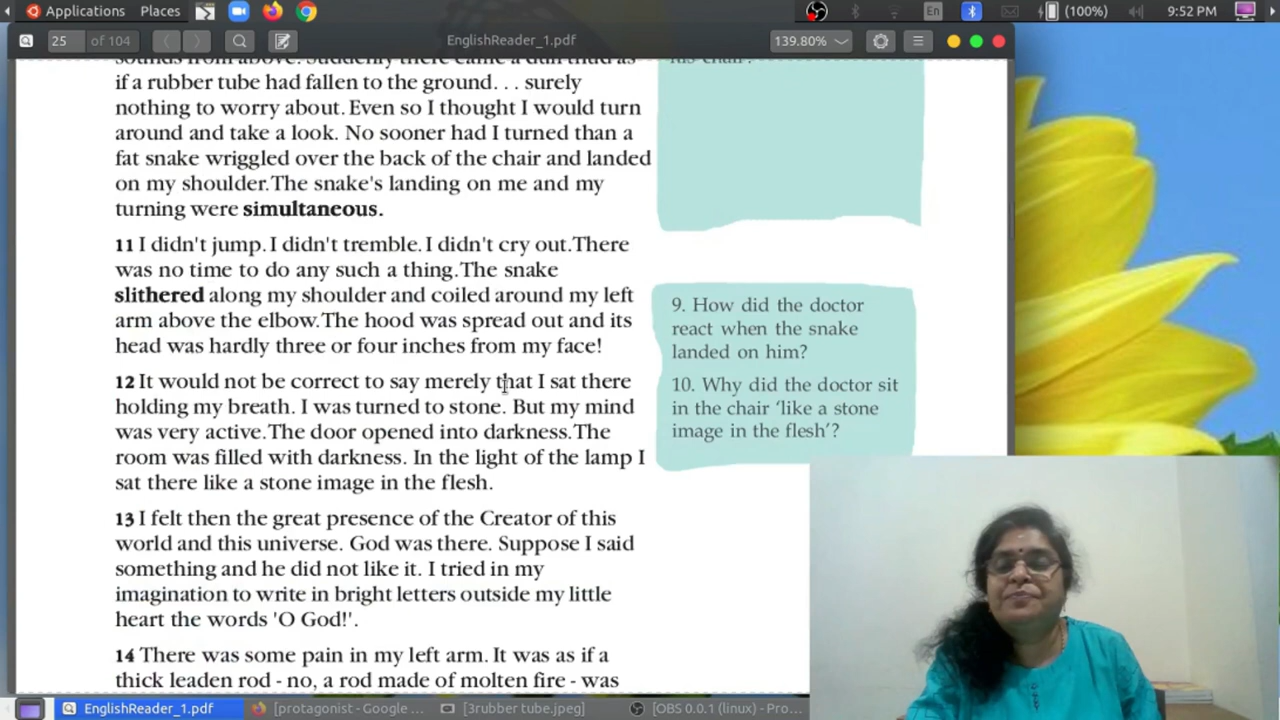 Applications Places En (100%) 9:52 PM
25 of 104 EnglishReader_1.pdf 139.80%
sounds from above. Suddenly there came a dull thud as
if a rubber tube had fallen to the ground. . . surely
nothing to worry about. Even so I thought I would turn
around and take a look. No sooner had I turned than a
fat snake wriggled over the back of the chair and landed
on my shoulder.The snake's landing on me and my
turning were simultaneous.
11 I didn't jump. I didn't tremble. I didn't cry out.There
was no time to do any such a thing.The snake
slithered along my shoulder and coiled around my left
arm above the elbow.The hood was spread out and its
head was hardly three or four inches from my face!
12 It would not be correct to say merely that I sat there
holding my breath. I was turned to stone. But my mind
was very active.The door opened into darkness.The
room was filled with darkness. In the light of the lamp I
sat there like a stone image in the flesh.
13 I felt then the great presence of the Creator of this
world and this universe. God was there. Suppose I said
something and he did not like it. I tried in my
imagination to write in bright letters outside my little
heart the words 'O God!'.
14 There was some pain in my left arm. It was as if a
thick leaden rod - no, a rod made of molten fire - was
his chair?
9. How did the doctor
react when the snake
landed on him?
10. Why did the doctor sit
in the chair ‘like a stone
image in the flesh’?
EnglishReader_1.pdf [protagonist - Google ... [3rubber tube.jpeg] [OBS 0.0.1 (linux) - Pro...